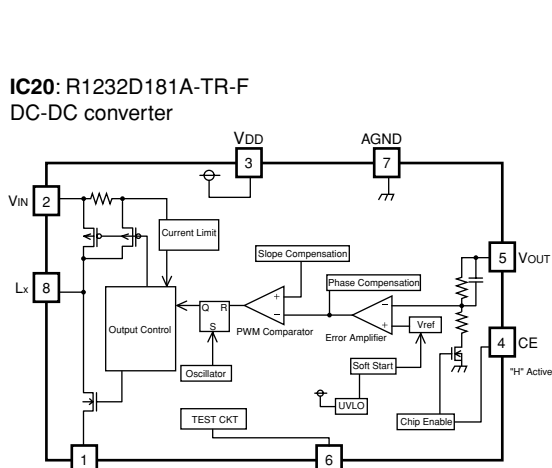 IC20: R1232D181A-TR-F
DC-DC converter
VDD
AGND
3
7
VIN
2
Current Limit
Slope Compensation
5
VOUT
Phase Compensation
LX
8
+
−
−
+
Q
R
S
Output Control
PWM Comparator
Error Amplifier
Vref
4
CE
"H" Active
Oscillator
Soft Start
UVLO
TEST CKT
Chip Enable
1
6